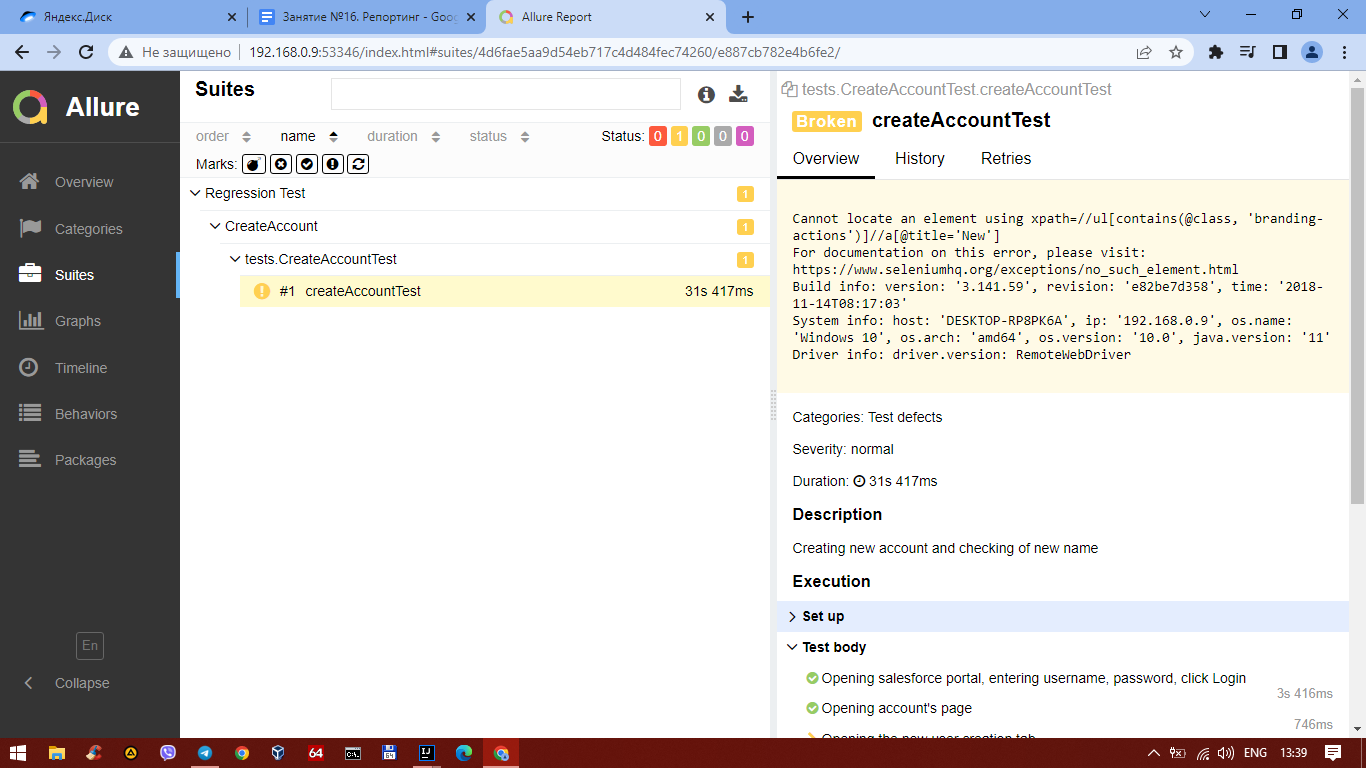 Яндекс.Диск
Занятие №16. Репортинг - Goo
Allure Report
Не защищено
192.168.0.9:53346/index.html#suites/4d6fae5aa9d54eb717c4d484fec74260/e887cb782e4b6fe2/
Allure
Overview
Categories
Suites
Graphs
Timeline
Behaviors
Packages
En
Collapse
Suites
order name duration status Status: 0 1 0 0 0
Marks:
Regression Test 1
CreateAccount 1
tests.CreateAccountTest 1
#1 createAccountTest 31s 417ms
tests.CreateAccountTest.createAccountTest
Broken createAccountTest
Overview History Retries
Cannot locate an element using xpath=//ul[contains(@class, 'branding-
actions')]//a[@title='New']
For documentation on this error, please visit:
https://www.seleniumhq.org/exceptions/no_such_element.html
Build info: version: '3.141.59', revision: 'e82be7d358', time: '2018-
11-14T08:17:03'
System info: host: 'DESKTOP-RP8PK6A', ip: '192.168.0.9', os.name:
'Windows 10', os.arch: 'amd64', os.version: '10.0', java.version: '11'
Driver info: driver.version: RemoteWebDriver
Categories: Test defects
Severity: normal
Duration: 31s 417ms
Description
Creating new account and checking of new name
Execution
Set up
Test body
Opening salesforce portal, entering username, password, click Login
3s 416ms
Opening account's page
746ms
Opening the new user creation tab
64
ENG 13:39